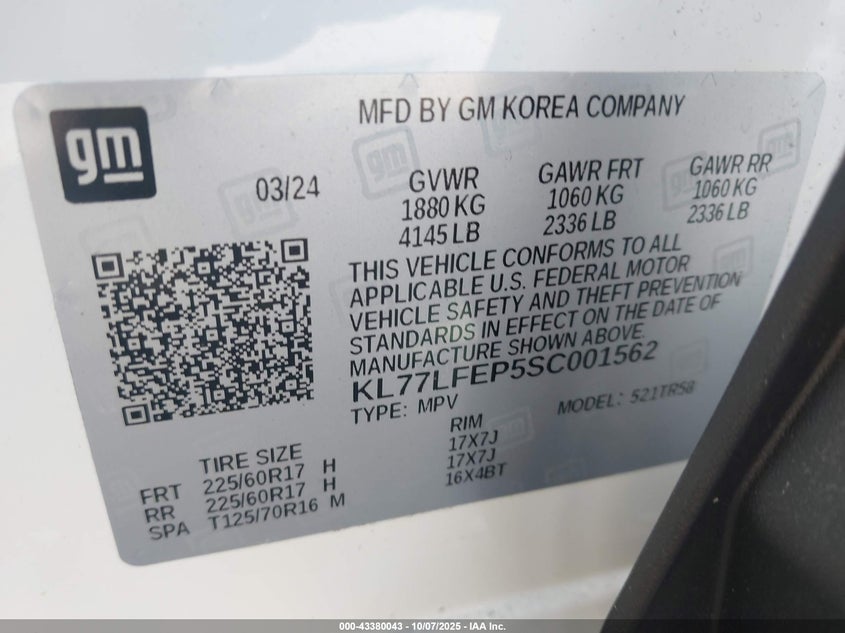 gm
MFD BY GM KOREA COMPANY
03/24
GVWR
1880 KG
4145 LB
GAWR FRT
1060 KG
2336 LB
GAWR RR
1060 KG
2336 LB
THIS VEHICLE CONFORMS TO ALL
APPLICABLE U.S. FEDERAL MOTOR
VEHICLE SAFETY AND THEFT PREVENTION
STANDARDS IN EFFECT ON THE DATE OF
MANUFACTURE SHOWN ABOVE.
KL77LFEP5SC001562
TYPE: MPV
MODEL: 521TR58
TIRE SIZE
RIM
FRT 225/60R17 H 17X7J
RR 225/60R17 H 17X7J
SPA T125/70R16 M 16X4BT
000-43380043 - 10/07/2025 - IAA Inc.